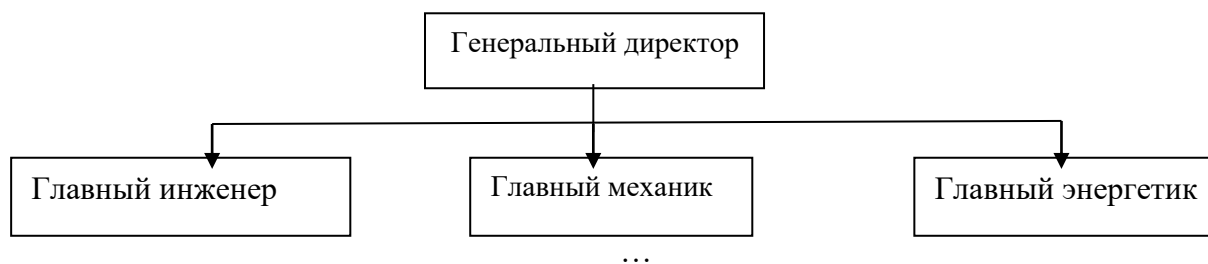 Генеральный директор
Главный инженер
Главный механик
Главный энергетик
…